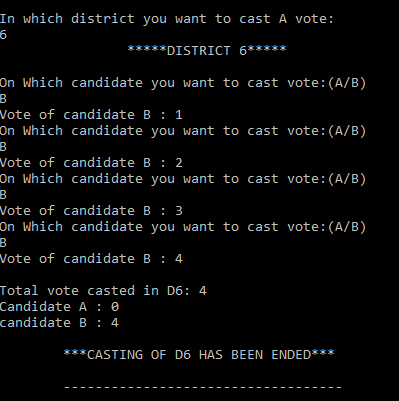 In which district you want to cast A vote:
6
*****DISTRICT 6*****
On Which candidate you want to cast vote:(A/B)
B
Vote of candidate B : 1
On Which candidate you want to cast vote:(A/B)
B
Vote of candidate B : 2
On Which candidate you want to cast vote:(A/B)
B
Vote of candidate B : 3
On Which candidate you want to cast vote:(A/B)
B
Vote of candidate B : 4
Total vote casted in D6: 4
Candidate A : 0
candidate B : 4
***CASTING OF D6 HAS BEEN ENDED***
-----------------------------------